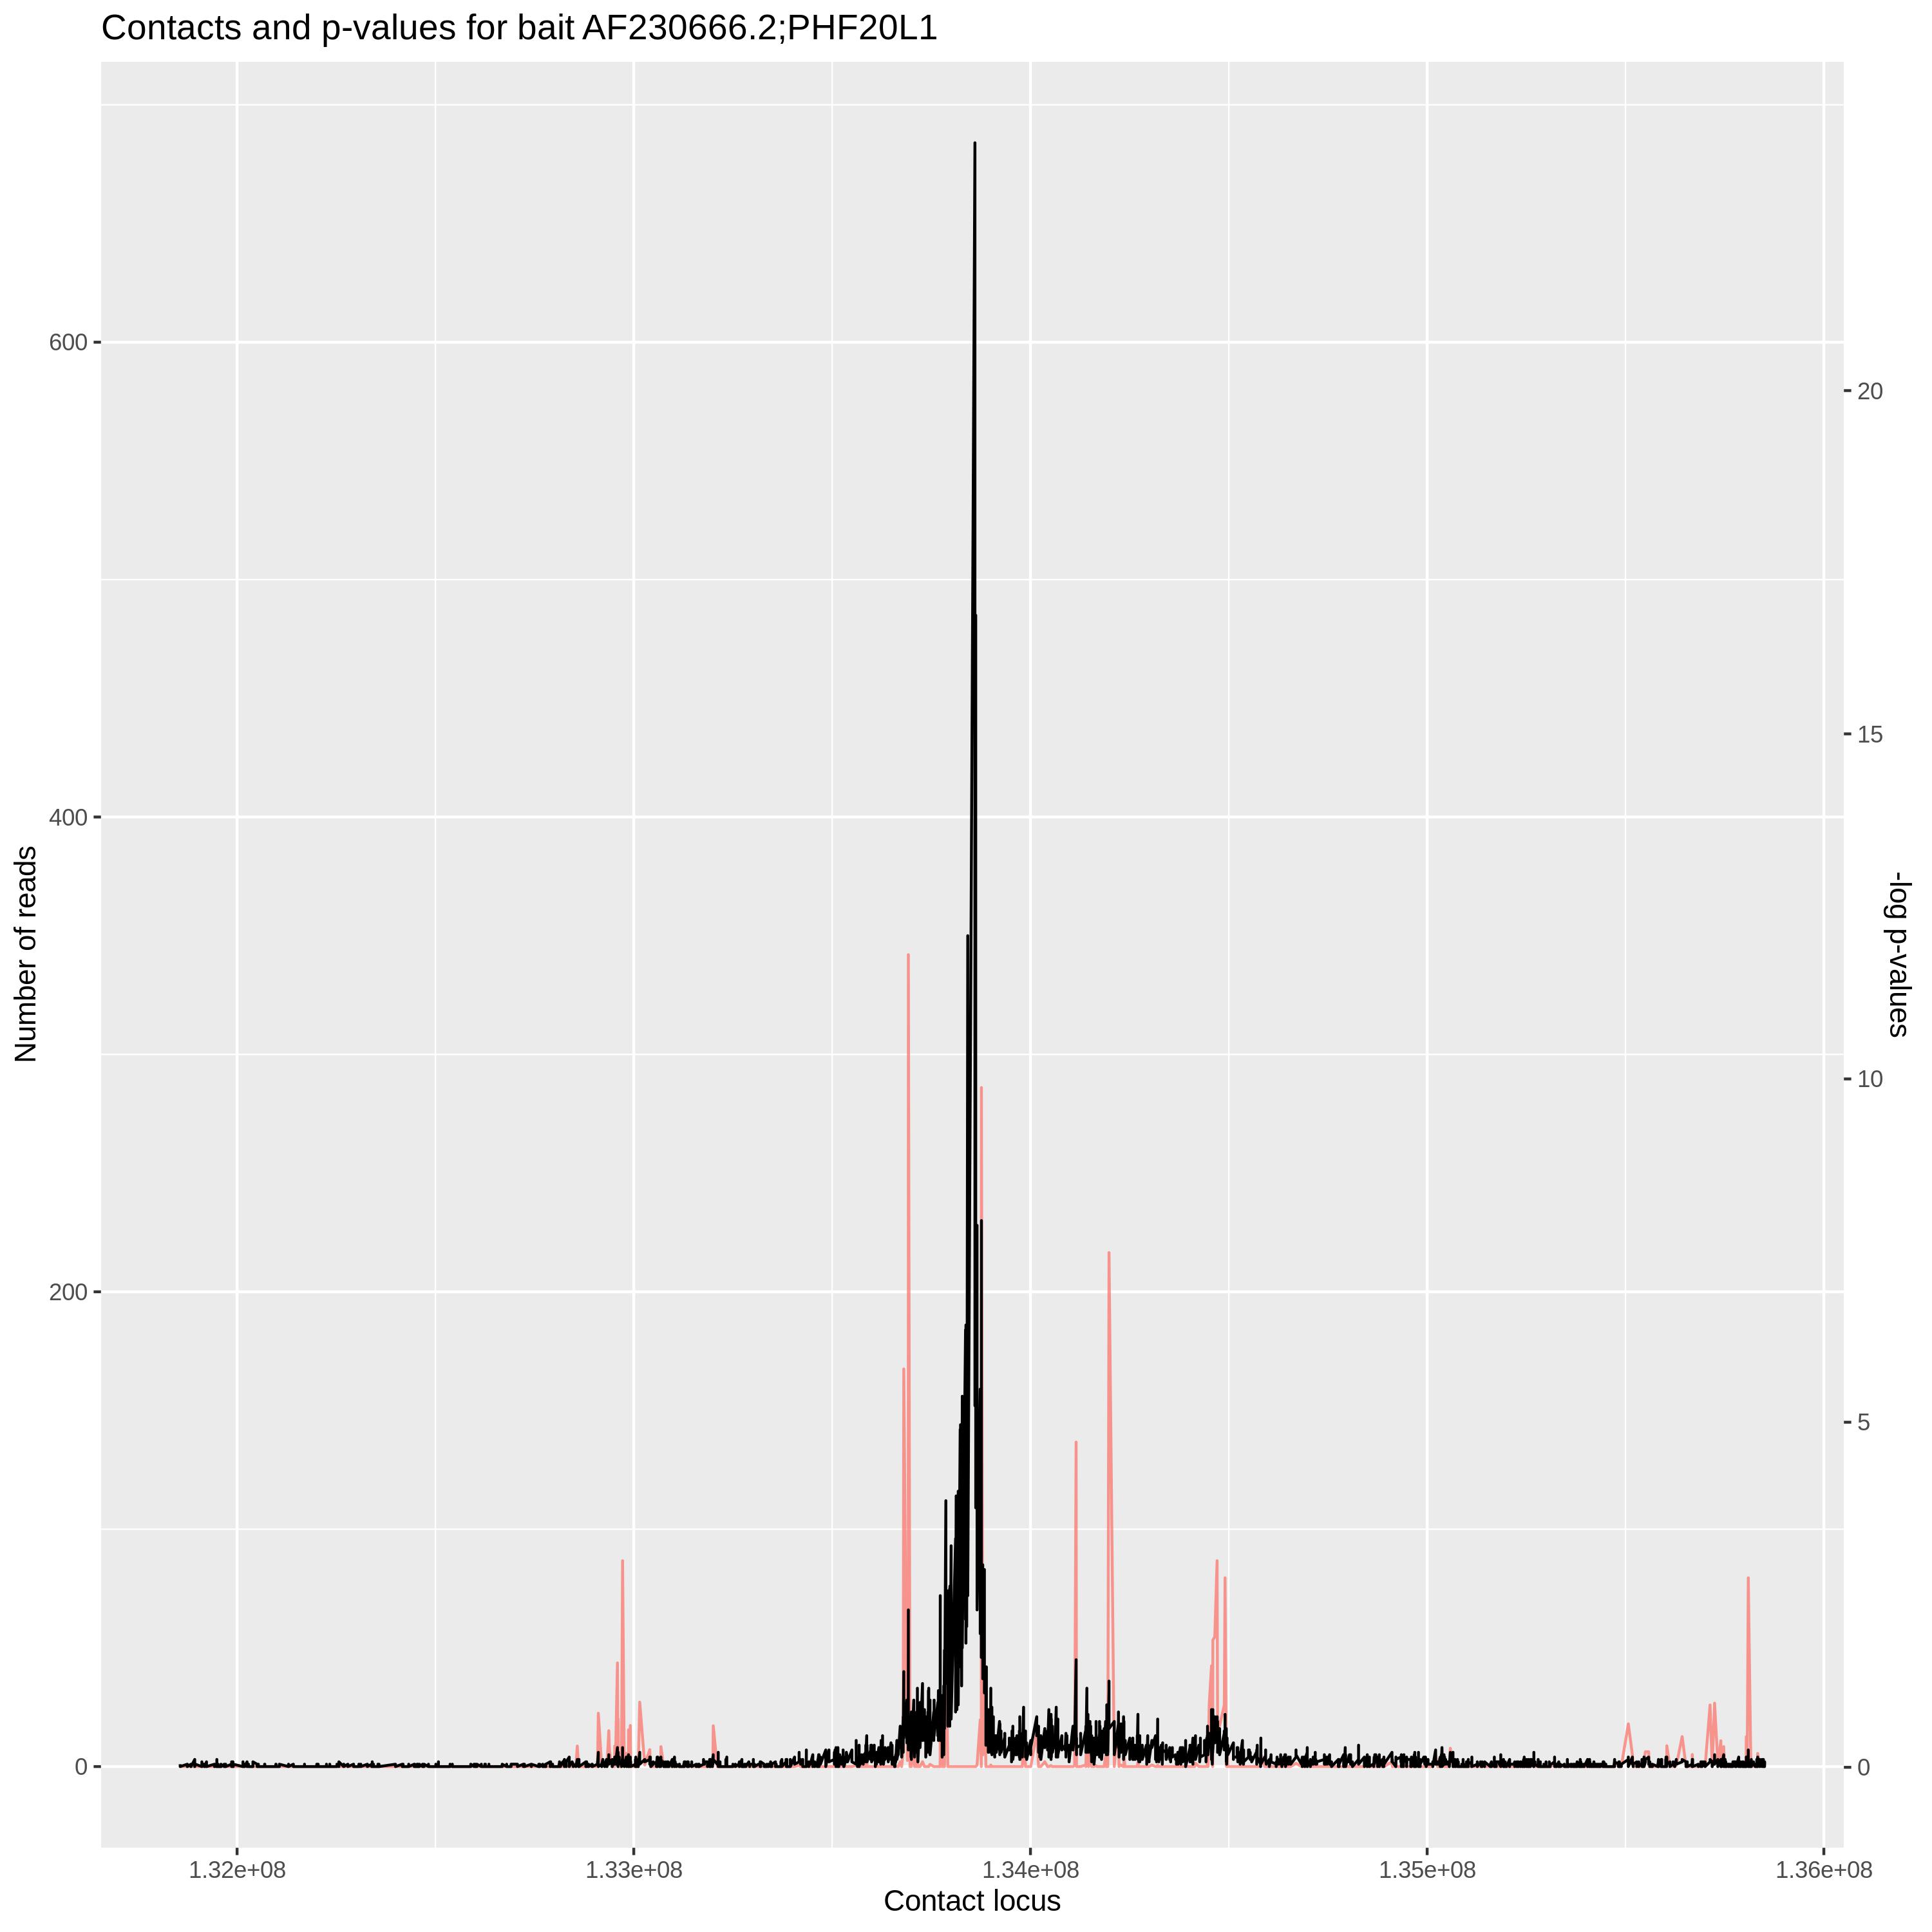 Contacts and p-values for bait AF230666.2;PHF20L1
600
400
200
0
20
15
10
5
0
Number of reads
-log p-values
1.32e+08
1.33e+08
1.34e+08
1.35e+08
1.36e+08
Contact locus